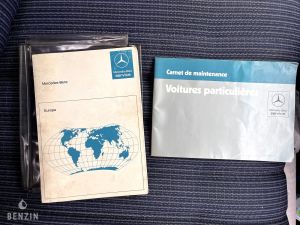 Mercedes-Benz
SERVICE
Mercedes-Benz
Europa
Carnet de maintenance
Voitures particulières
Mercedes-Benz
SERVICE
BENZIN